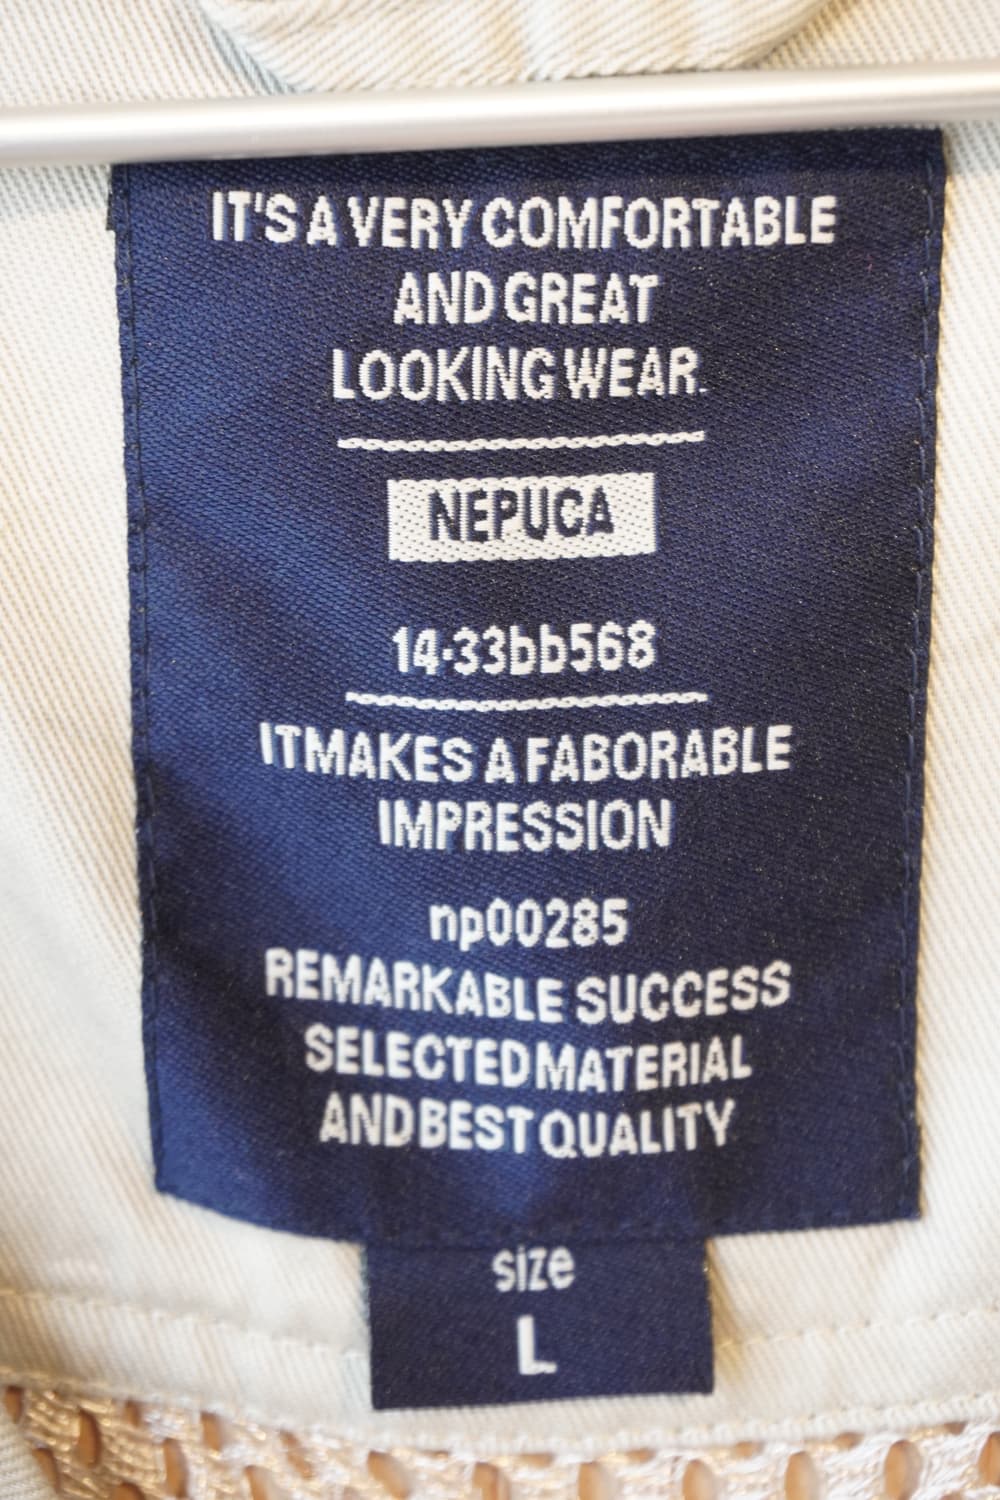 IT'S A VERY COMFORTABLE
AND GREAT
LOOKING WEAR.
NEPUCA
14-33bb568
IT MAKES A FABORABLE
IMPRESSION
np00285
REMARKABLE SUCCESS
SELECTED MATERIAL
AND BEST QUALITY
size
L